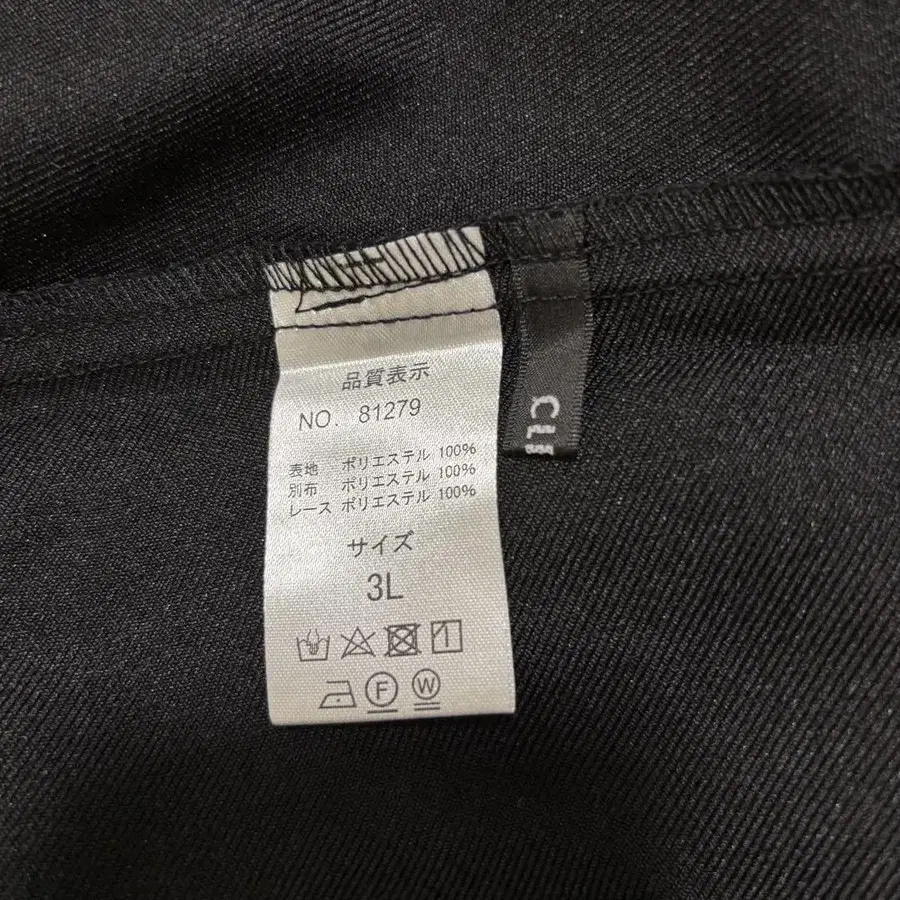 品質表示
NO. 81279
表地 ポリエステル 100%
別布 ポリエステル 100%
レース ポリエステル 100%
サイズ
3L
F W